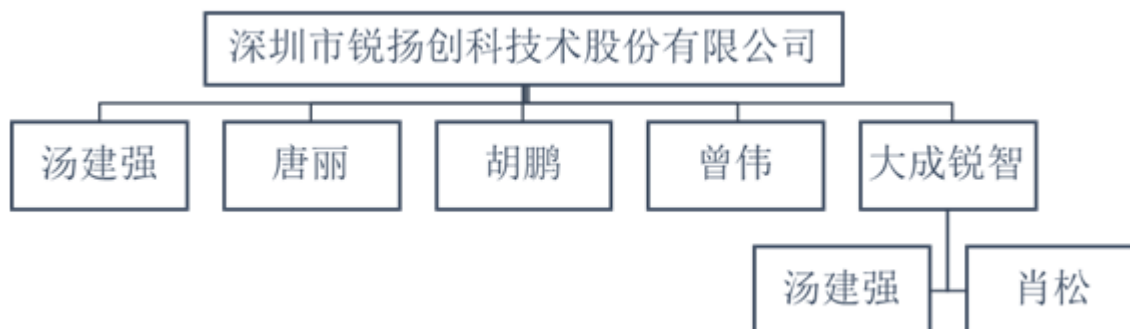 深圳市锐扬创科技术股份有限公司
汤建强
唐丽
胡鹏
曾伟
大成锐智
汤建强
肖松